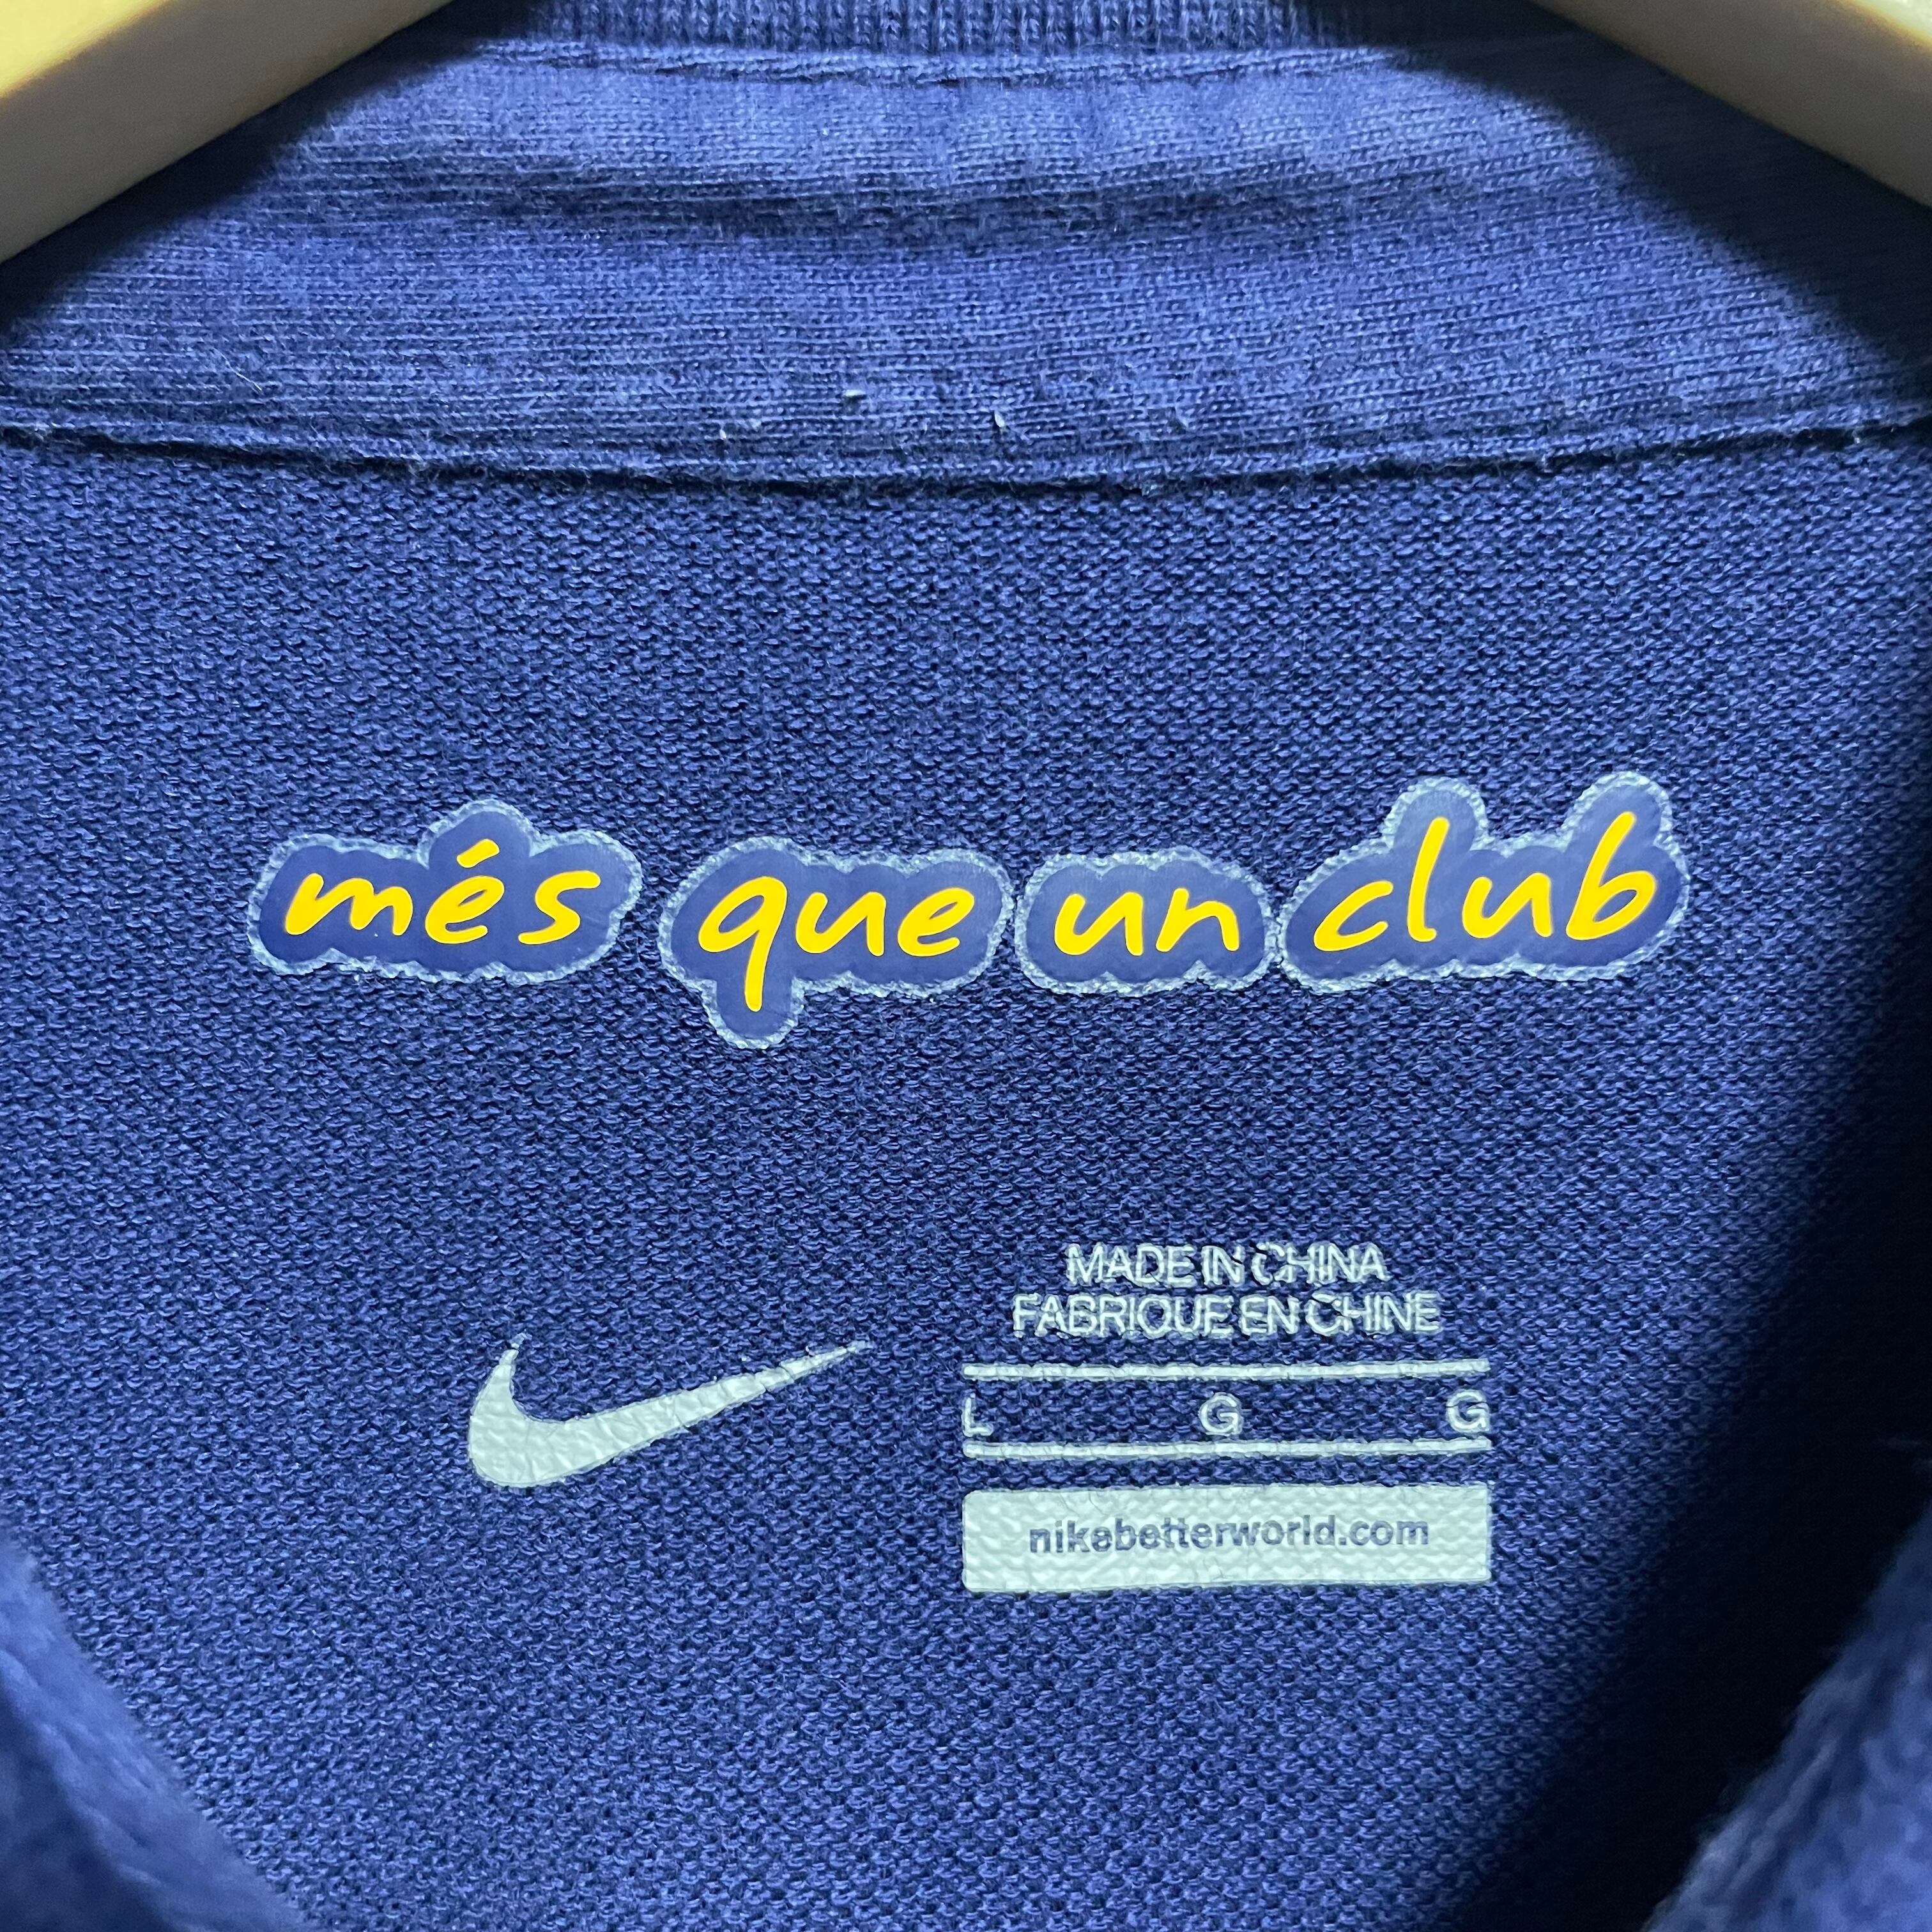 més que un club
MADE IN CHINA
FABRIQUE EN CHINE
L G G
nikebetterworld.com